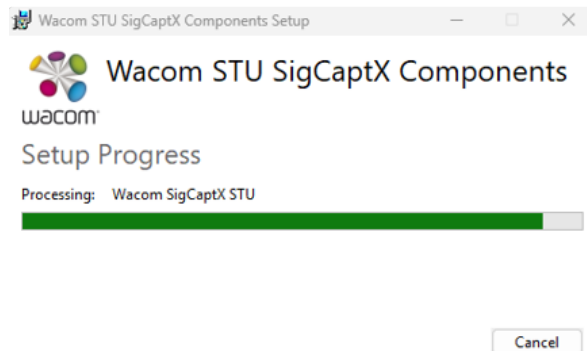 Wacom STU SigCaptX Components Setup
Wacom STU SigCaptX Components
wacom
Setup Progress
Processing: Wacom SigCaptX STU
Cancel